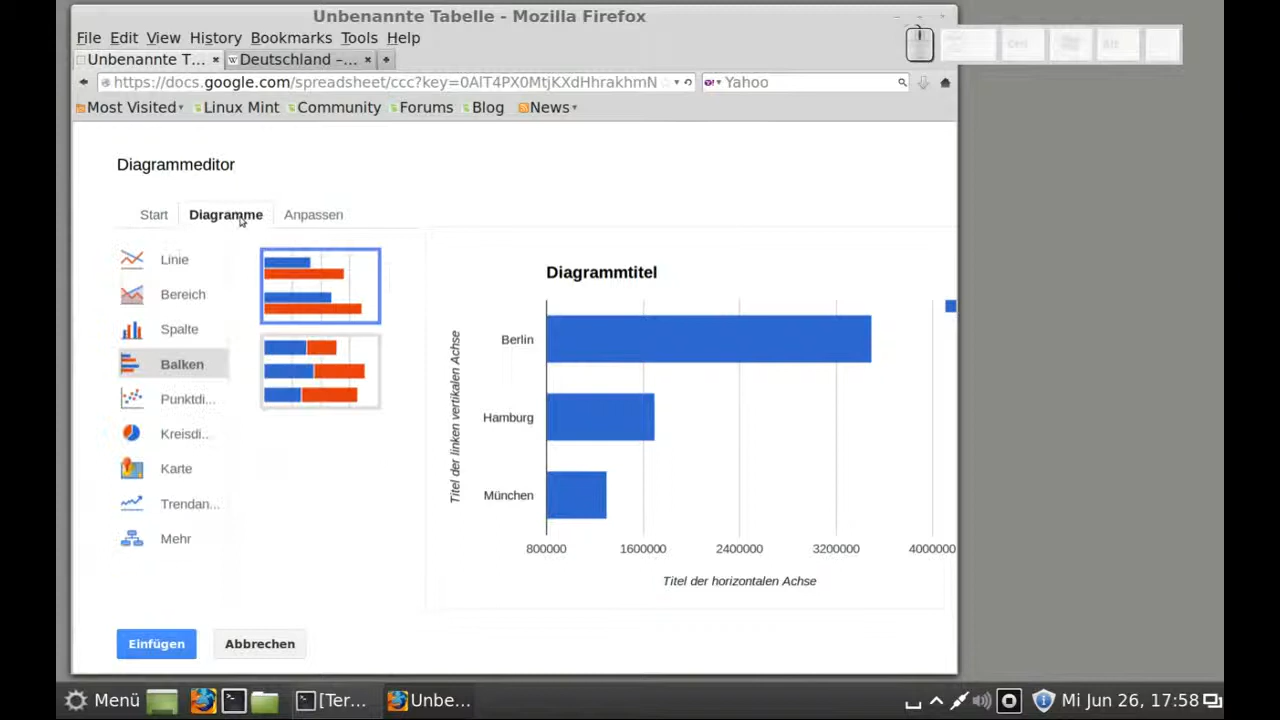 Unbenannte Tabelle - Mozilla Firefox
File Edit View History Bookmarks Tools Help
Unbenannte T... Deutschland -...
https://docs.google.com/spreadsheet/ccc?key=0AlT4PX0MtjKXdHhrakhmN Yahoo
Most Visited Linux Mint Community Forums Blog News
Ctrl
Alt
Diagrammeditor
Start Diagramme Anpassen
Linie
Bereich
Spalte
Balken
Punktdi...
Kreisdi...
Karte
Trendan...
Mehr
Diagrammtitel
Titel der linken vertikalen Achse
Berlin
Hamburg
München
800000 1600000 2400000 3200000 4000000
Titel der horizontalen Achse
Einfügen Abbrechen
Menü [Ter... Unbe... Mi Jun 26, 17:58